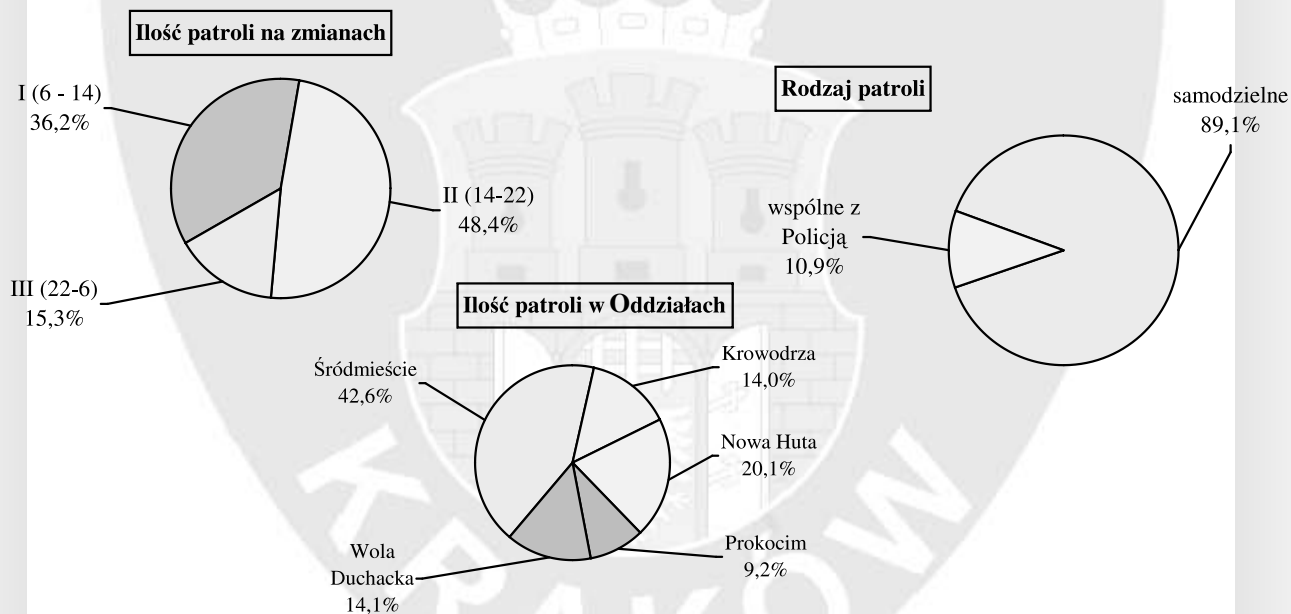 Ilość patroli na zmianach
I (6 - 14)
36,2%
II (14-22)
48,4%
III (22-6)
15,3%
Rodzaj patroli
samodzielne
89,1%
wspólne z
Policją
10,9%
Ilość patroli w Oddziałach
Śródmieście
42,6%
Krowodrza
14,0%
Nowa Huta
20,1%
Prokocim
9,2%
Wola
Duchacka
14,1%
KRAKÓW